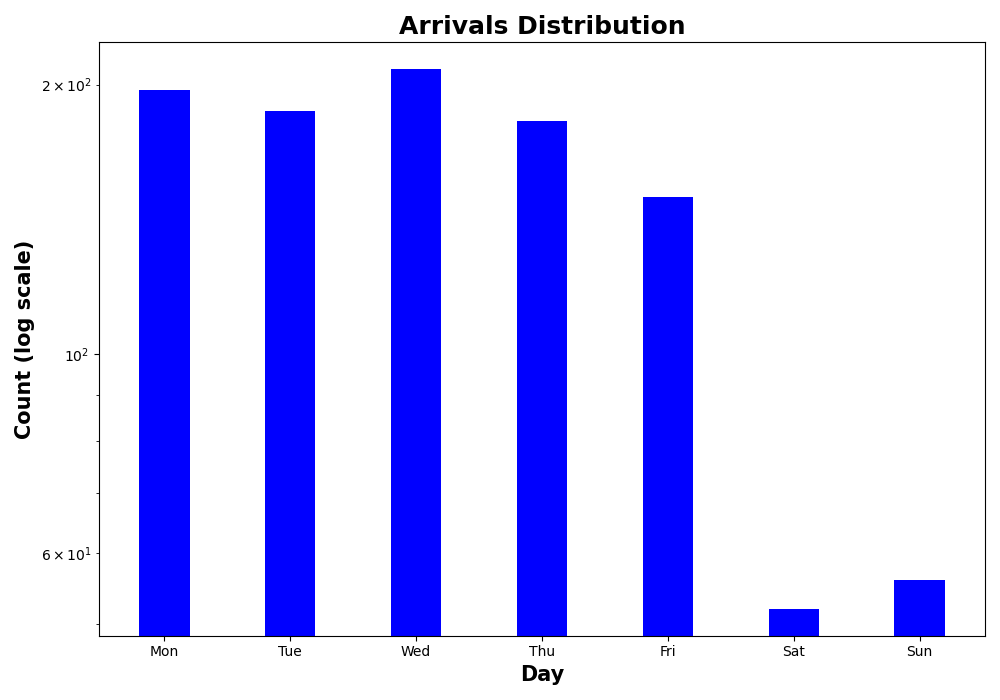 Arrivals Distribution
Count (log scale)
2 × 10²
10²
6 × 10¹
Mon Tue Wed Thu Fri Sat Sun
Day